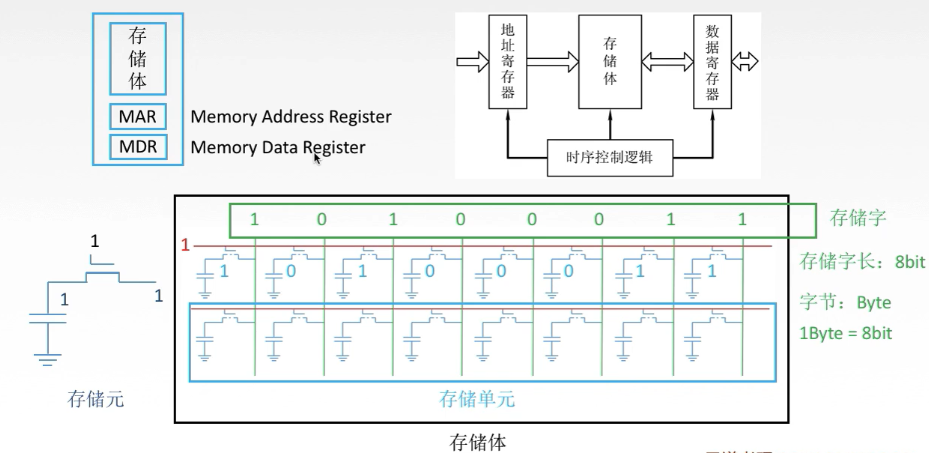 存储体
MAR Memory Address Register
MDR Memory Data Register
地址寄存器
存储体
数据寄存器
时序控制逻辑
1 0 1 0 0 0 1 1
存储字
1
1 0 1 0 0 0 1 1
存储字长：8bit
字节：Byte
1Byte = 8bit
1
1
1
存储元
存储单元
存储体